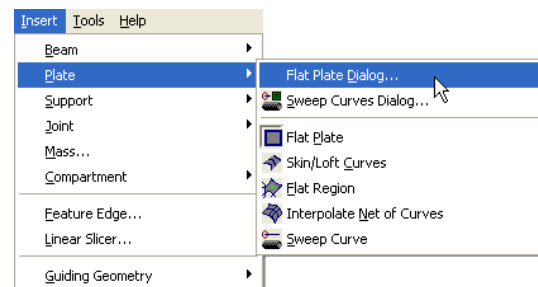 Insert Tools Help
Beam
Plate
Support
Joint
Mass...
Compartment
Feature Edge...
Linear Slicer...
Guiding Geometry
Flat Plate Dialog...
Sweep Curves Dialog...
Flat Plate
Skin/Loft Curves
Flat Region
Interpolate Net of Curves
Sweep Curve